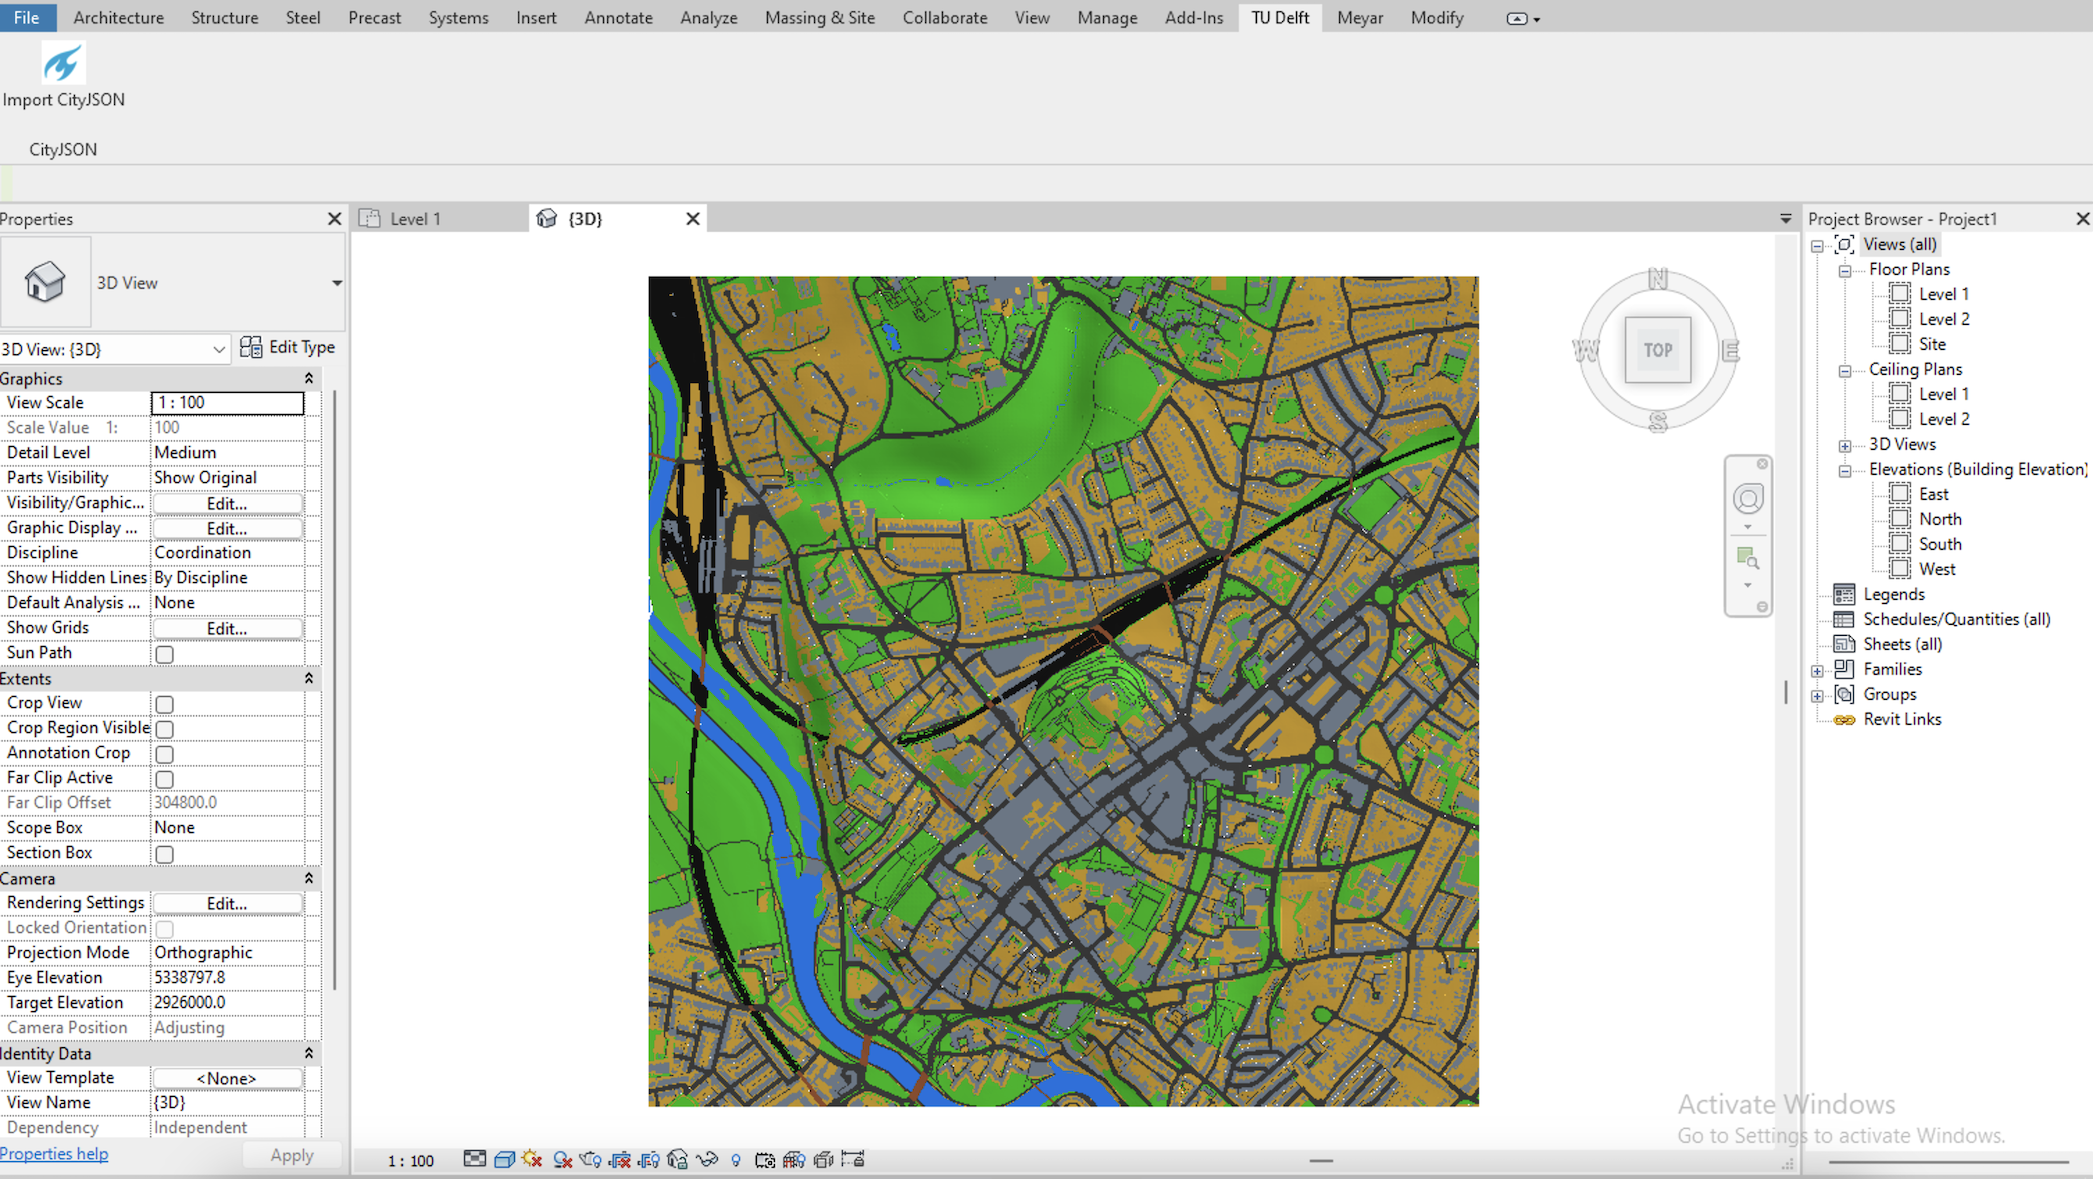 File Architecture Structure Steel Precast Systems Insert Annotate Analyze Massing & Site Collaborate View Manage Add-Ins TU Delft Meyar Modify
Import CityJSON
CityJSON
Properties
3D View
3D View: {3D}
Edit Type
Graphics
View Scale 1 : 100
Scale Value 1: 100
Detail Level Medium
Parts Visibility Show Original
Visibility/Graphic... Edit...
Graphic Display ... Edit...
Discipline Coordination
Show Hidden Lines By Discipline
Default Analysis ... None
Show Grids Edit...
Sun Path
Extents
Crop View
Crop Region Visible
Annotation Crop
Far Clip Active
Far Clip Offset 304800.0
Scope Box None
Section Box
Camera
Rendering Settings Edit...
Locked Orientation
Projection Mode Orthographic
Eye Elevation 5338797.8
Target Elevation 2926000.0
Camera Position Adjusting
Identity Data
View Template <None>
View Name {3D}
Dependency Independent
Properties help
Apply
Level 1
{3D}
N
W
TOP
E
S
1 : 100
Project Browser - Project1
Views (all)
Floor Plans
Level 1
Level 2
Site
Ceiling Plans
Level 1
Level 2
3D Views
Elevations (Building Elevation)
East
North
South
West
Legends
Schedules/Quantities (all)
Sheets (all)
Families
Groups
Revit Links
Activate Windows
Go to Settings to activate Windows.